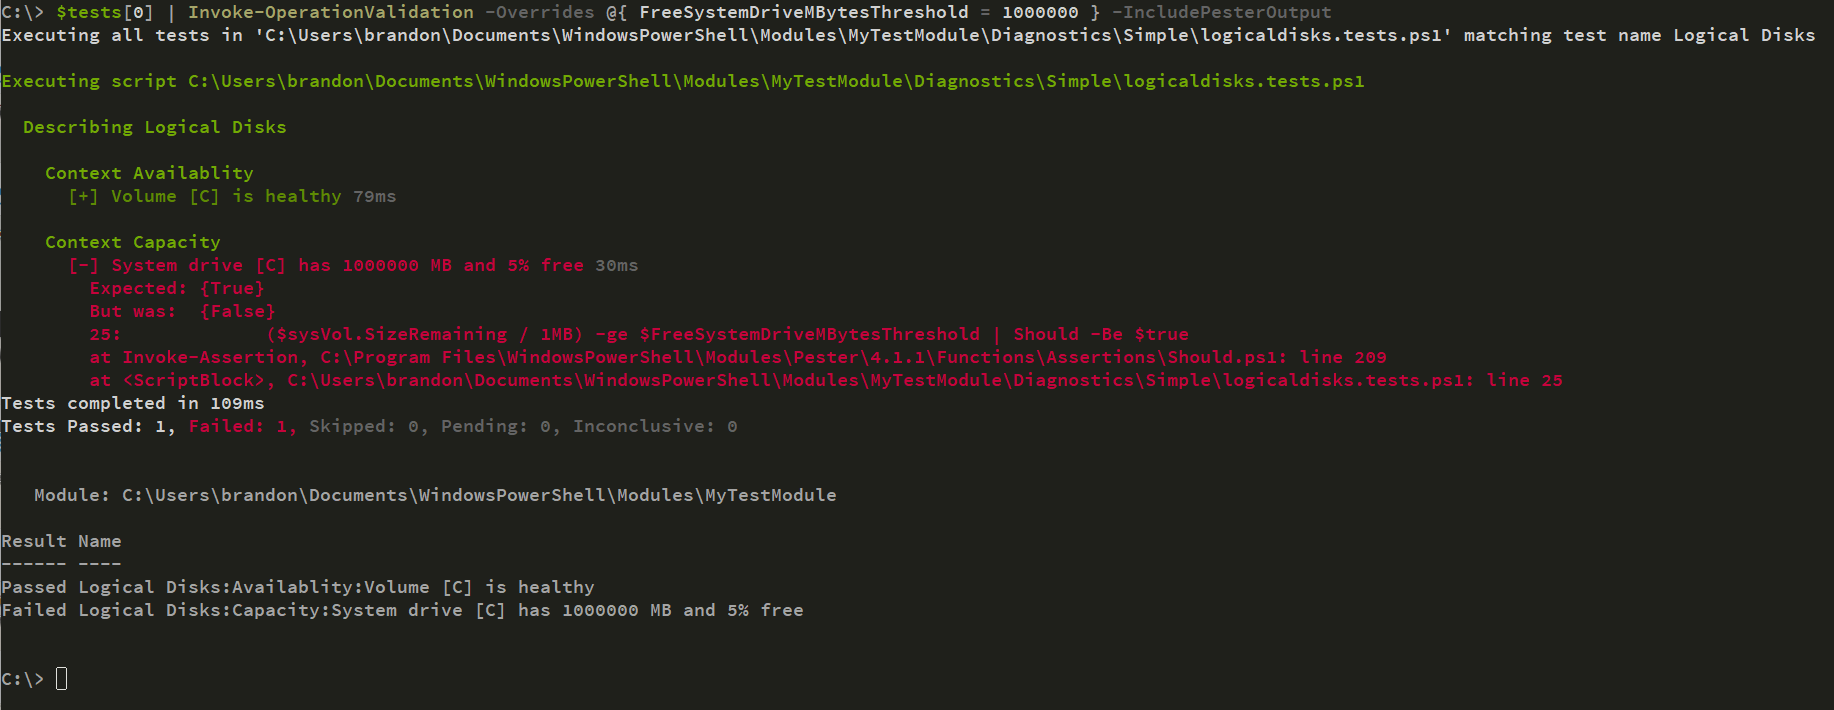 C:\> $tests[0] | Invoke-OperationValidation -Overrides @{ FreeSystemDriveMBytesThreshold = 1000000 } -IncludePesterOutput
Executing all tests in 'C:\Users\brandon\Documents\WindowsPowerShell\Modules\MyTestModule\Diagnostics\Simple\logicaldisks.tests.ps1' matching test name Logical Disks
Executing script C:\Users\brandon\Documents\WindowsPowerShell\Modules\MyTestModule\Diagnostics\Simple\logicaldisks.tests.ps1
Describing Logical Disks
Context Availablity
[+] Volume [C] is healthy 79ms
Context Capacity
[-] System drive [C] has 1000000 MB and 5% free 30ms
Expected: {True}
But was:  {False}
25:             ($sysVol.SizeRemaining / 1MB) -ge $FreeSystemDriveMBytesThreshold | Should -Be $true
at Invoke-Assertion, C:\Program Files\WindowsPowerShell\Modules\Pester\4.1.1\Functions\Assertions\Should.ps1: line 209
at <ScriptBlock>, C:\Users\brandon\Documents\WindowsPowerShell\Modules\MyTestModule\Diagnostics\Simple\logicaldisks.tests.ps1: line 25
Tests completed in 109ms
Tests Passed: 1, Failed: 1, Skipped: 0, Pending: 0, Inconclusive: 0
Module: C:\Users\brandon\Documents\WindowsPowerShell\Modules\MyTestModule
Result Name
------ ----
Passed Logical Disks:Availablity:Volume [C] is healthy
Failed Logical Disks:Capacity:System drive [C] has 1000000 MB and 5% free
C:\>